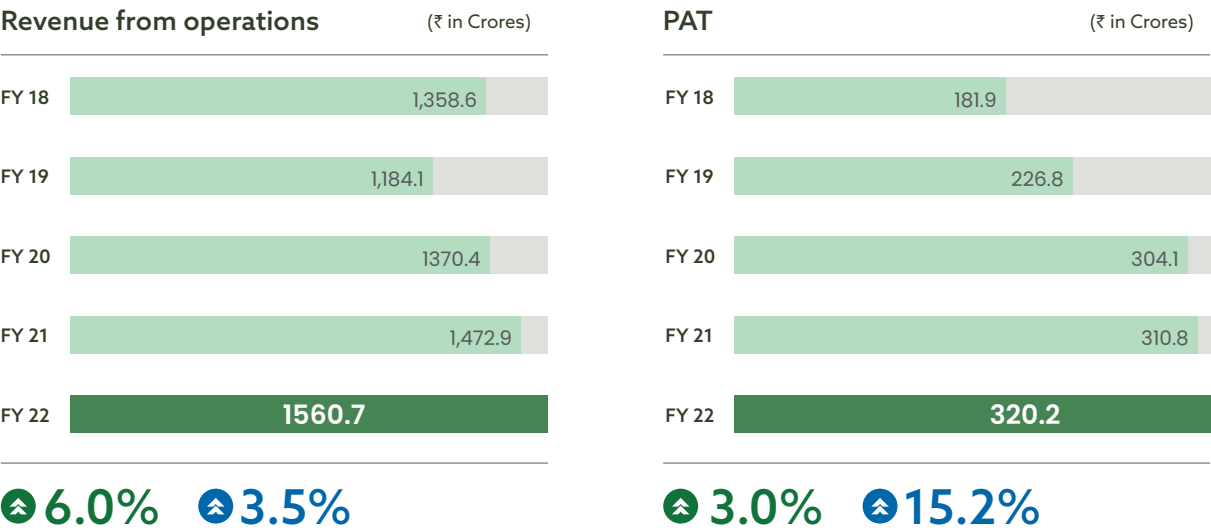 Revenue from operations (₹ in Crores)
FY 18 1,358.6
FY 19 1,184.1
FY 20 1370.4
FY 21 1,472.9
FY 22 1560.7
6.0% 3.5%
PAT (₹ in Crores)
FY 18 181.9
FY 19 226.8
FY 20 304.1
FY 21 310.8
FY 22 320.2
3.0% 15.2%